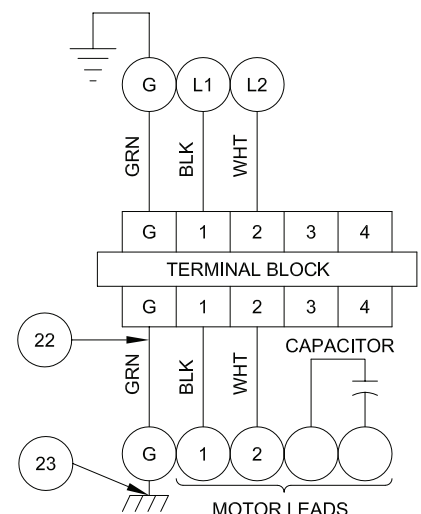 G L1 L2
GRN BLK WHT
G 1 2 3 4
TERMINAL BLOCK
G 1 2 3 4
22
CAPACITOR
GRN BLK WHT
G 1 2
23
MOTOR LEADS